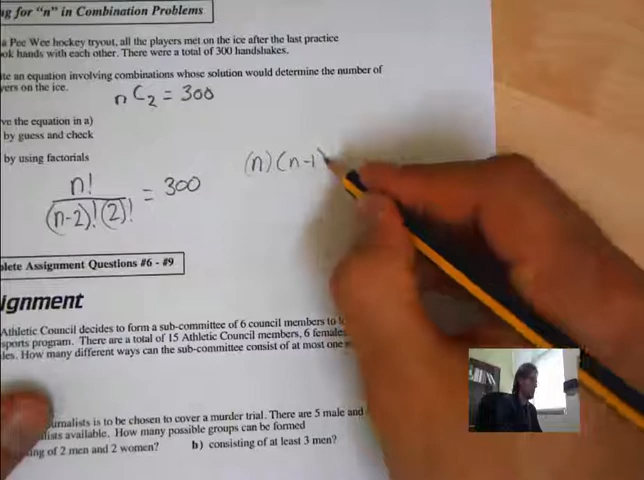 g for "n" in Combination Problems
a Pee Wee hockey tryout, all the players met on the ice after the last practice
ok hands with each other. There were a total of 300 handshakes.
ite an equation involving combinations whose solution would determine the number of
yers on the ice.
n C 2 = 300
ve the equation in a)
by guess and check
by using factorials
(n)(n-1)
n!
(n-2)!(2)! = 300
lete Assignment Questions #6 - #9
ignment
Athletic Council decides to form a sub-committee of 6 council members to
sports program. There are a total of 15 Athletic Council members, 6 females
les. How many different ways can the sub-committee consist of at most one
urnalists is to be chosen to cover a murder trial. There are 5 male and
lists available. How many possible groups can be formed
ng of 2 men and 2 women? b) consisting of at least 3 men?